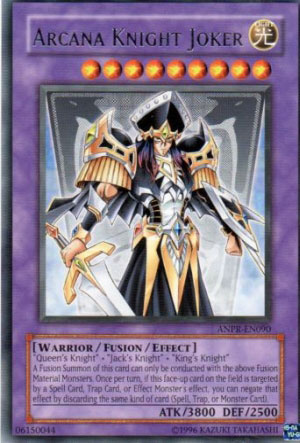 ARCANA KNIGHT JOKER
LIGHT
光
ANPR-EN090
[WARRIOR / FUSION / EFFECT]
"Queen's Knight" + "Jack's Knight" + "King's Knight"
A Fusion Summon of this card can only be conducted with the above Fusion
Material Monsters. Once per turn, if this face-up card on the field is targeted
by a Spell Card, Trap Card, or Effect Monster's effect, you can negate that
effect by discarding the same kind of card (Spell, Trap, or Monster Card).
ATK/3800 DEF/2500
06150044
©1996 KAZUKI TAKAHASHI